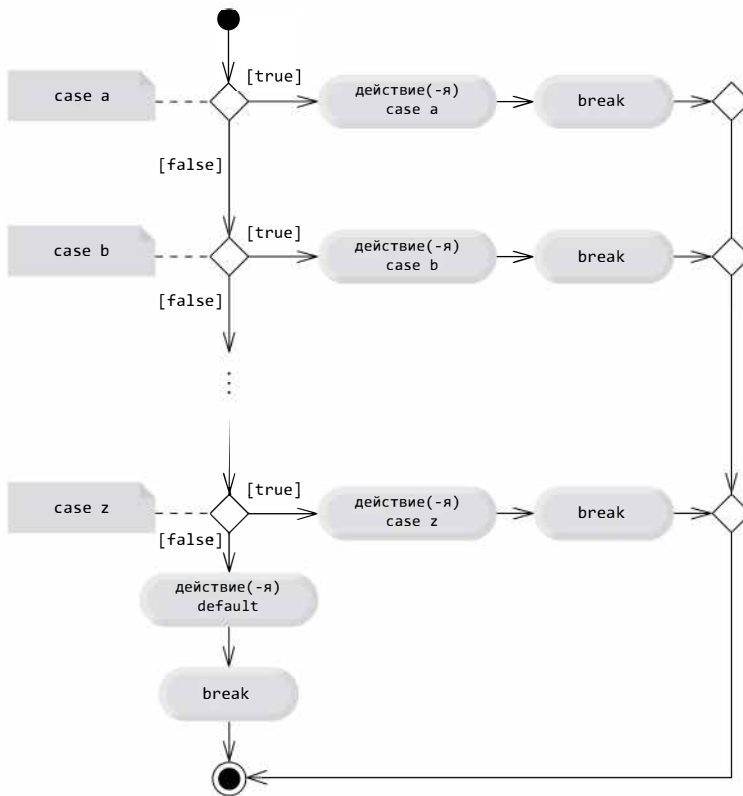 [true]
case a
действие(-я)
case a
break
[false]
[true]
case b
действие(-я)
case b
break
[false]
⋮
[true]
case z
действие(-я)
case z
break
[false]
действие(-я)
default
break